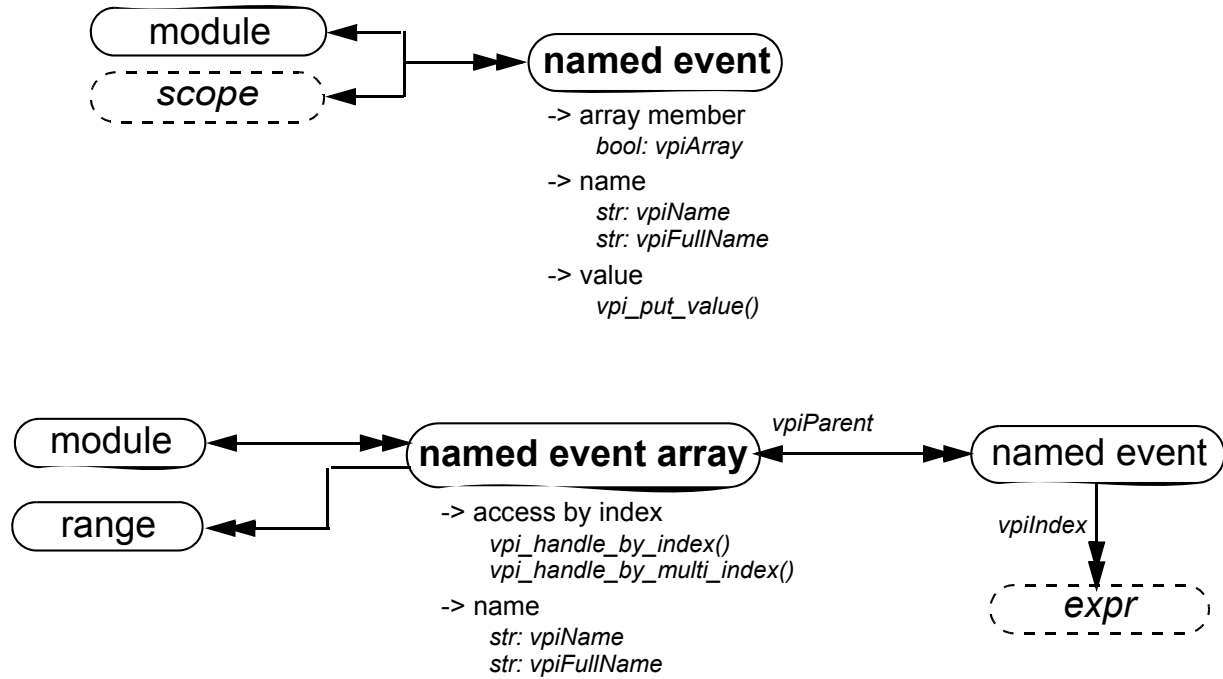 module
scope
named event
-> array member
bool: vpiArray
-> name
str: vpiName
str: vpiFullName
-> value
vpi_put_value()
module
range
named event array
-> access by index
vpi_handle_by_index()
vpi_handle_by_multi_index()
-> name
str: vpiName
str: vpiFullName
vpiParent
named event
vpiIndex
expr